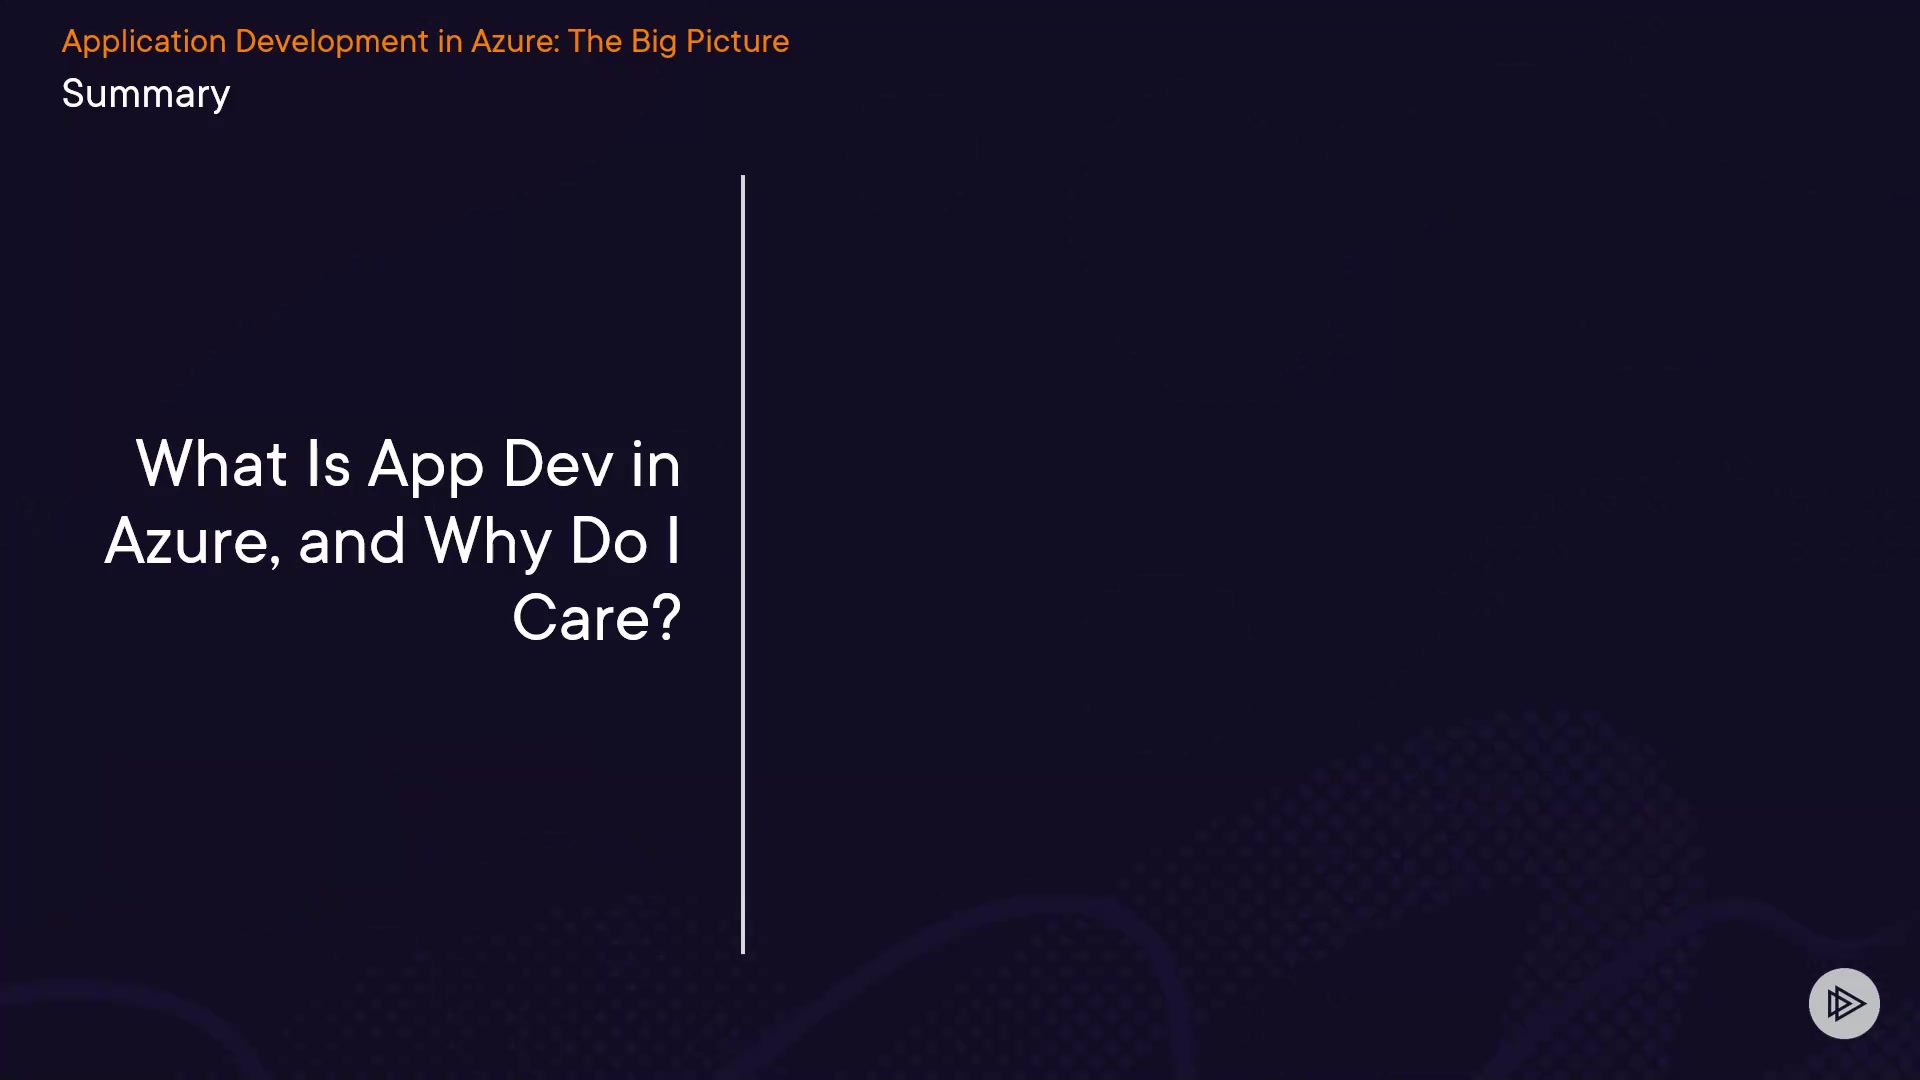 Application Development in Azure: The Big Picture
Summary
What Is App Dev in
Azure, and Why Do I
Care?